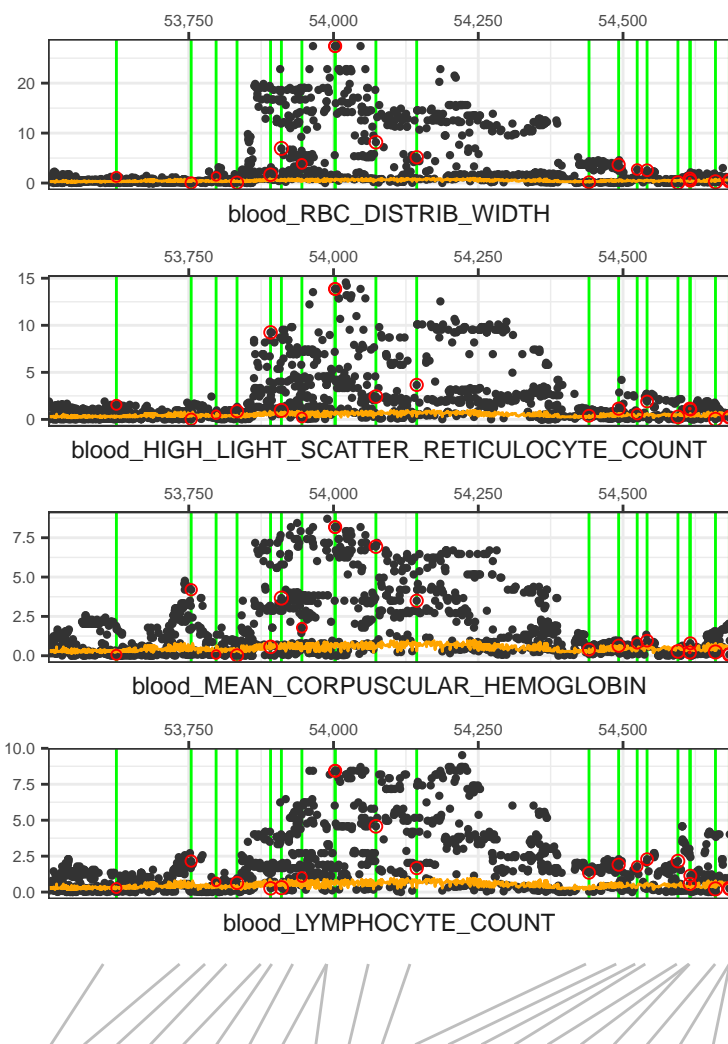 53,750 54,000 54,250 54,500
20
10
0
blood_RBC_DISTRIB_WIDTH
53,750 54,000 54,250 54,500
15
10
5
0
blood_HIGH_LIGHT_SCATTER_RETICULOCYTE_COUNT
53,750 54,000 54,250 54,500
7.5
5.0
2.5
0.0
blood_MEAN_CORPUSCULAR_HEMOGLOBIN
53,750 54,000 54,250 54,500
10.0
7.5
5.0
2.5
0.0
blood_LYMPHOCYTE_COUNT